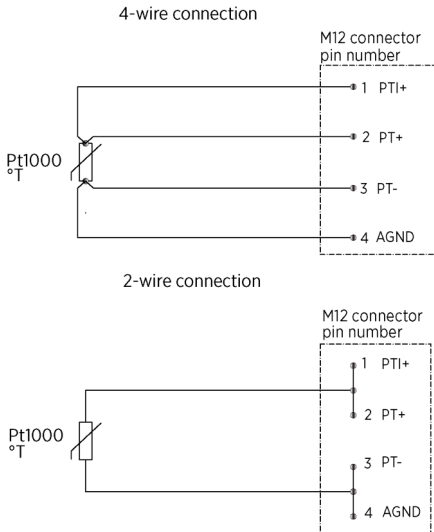 4-wire connection
M12 connector
pin number
1 PTI+
2 PT+
Pt1000
°T
3 PT-
4 AGND
2-wire connection
M12 connector
pin number
1 PTI+
2 PT+
Pt1000
°T
3 PT-
4 AGND